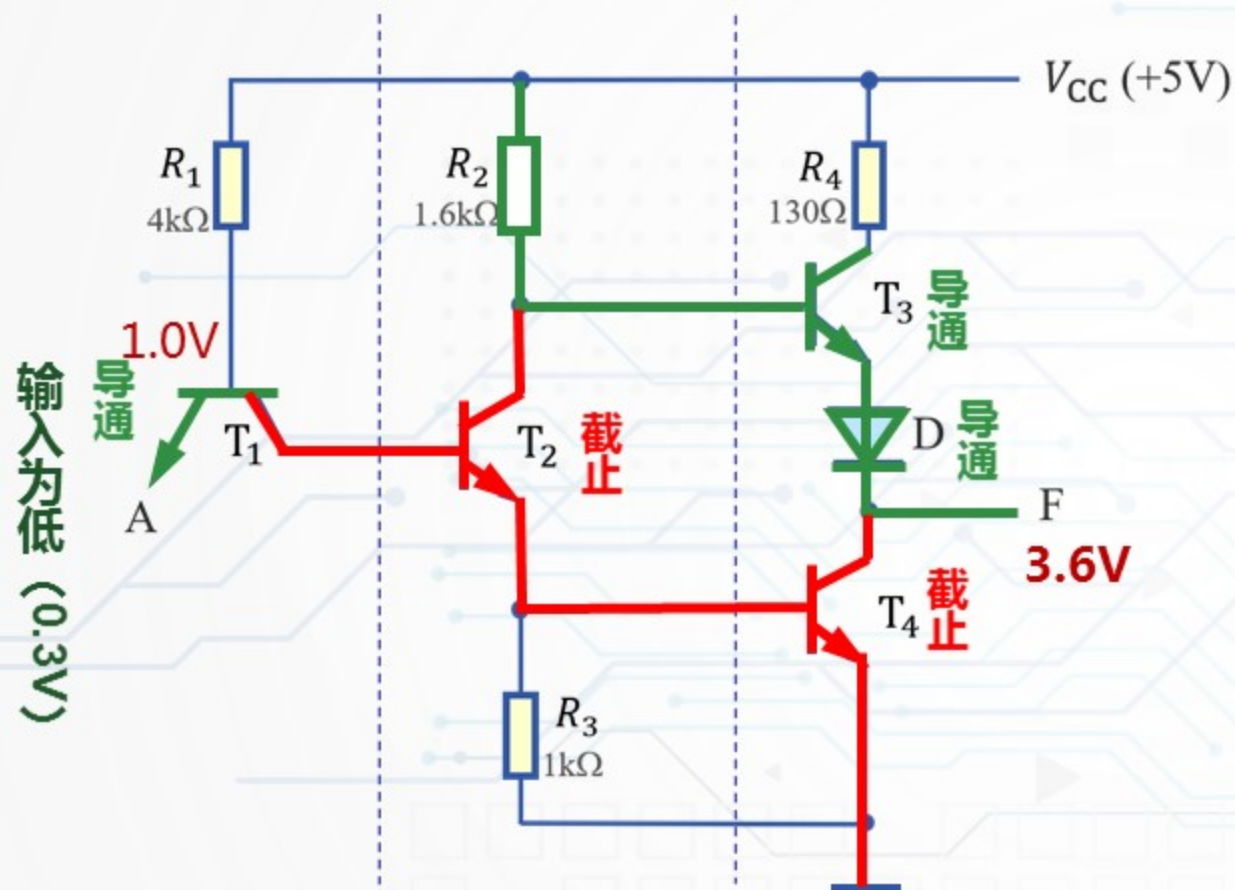 V_CC (+5V)
R₁
4kΩ
R₂
1.6kΩ
R₄
130Ω
T₃
导通
1.0V
输入为低（0.3V）
导通
T₁
A
T₂
截止
D
导通
F
3.6V
T₄
截止
R₃
1kΩ